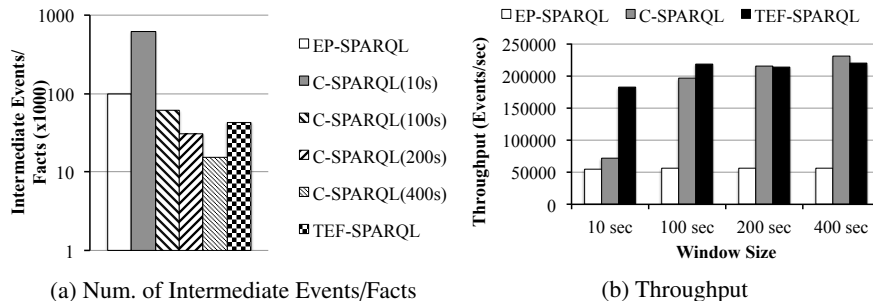 Intermediate Events/
Facts (x1000)
1000
100
10
1
EP-SPARQL
C-SPARQL(10s)
C-SPARQL(100s)
C-SPARQL(200s)
C-SPARQL(400s)
TEF-SPARQL
(a) Num. of Intermediate Events/Facts
EP-SPARQL C-SPARQL TEF-SPARQL
Throughput (Events/sec)
250000
200000
150000
100000
50000
0
10 sec 100 sec 200 sec 400 sec
Window Size
(b) Throughput